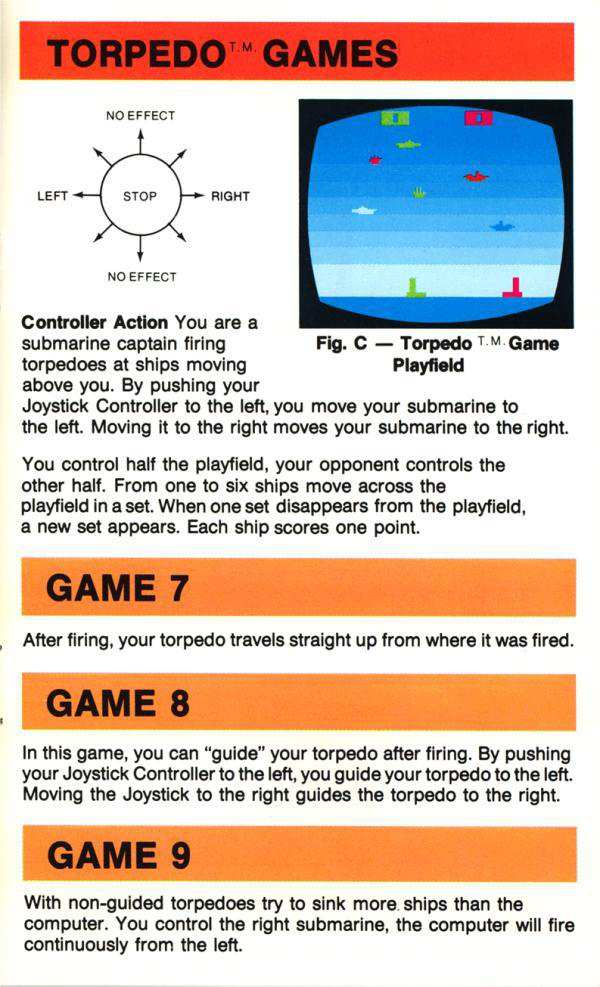 TORPEDO T.M. GAMES
NO EFFECT
LEFT
STOP
RIGHT
NO EFFECT
Fig. C — Torpedo T.M. Game
Playfield
Controller Action You are a
submarine captain firing
torpedoes at ships moving
above you. By pushing your
Joystick Controller to the left, you move your submarine to
the left. Moving it to the right moves your submarine to the right.
You control half the playfield, your opponent controls the
other half. From one to six ships move across the
playfield in a set. When one set disappears from the playfield,
a new set appears. Each ship scores one point.
GAME 7
After firing, your torpedo travels straight up from where it was fired.
GAME 8
In this game, you can “guide” your torpedo after firing. By pushing
your Joystick Controller to the left, you guide your torpedo to the left.
Moving the Joystick to the right guides the torpedo to the right.
GAME 9
With non-guided torpedoes try to sink more ships than the
computer. You control the right submarine, the computer will fire
continuously from the left.